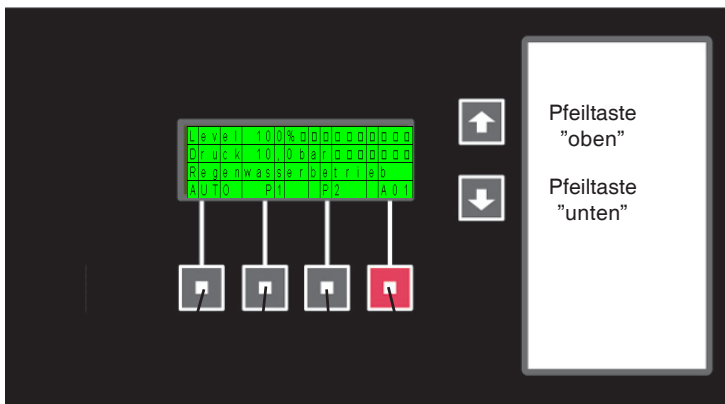 Level 100%▯▯▯▯▯▯▯▯▯▯
Druck 10,0bar▯▯▯▯▯▯▯
Regenwasserbetrieb
AUTO P1 P2 A01
Pfeiltaste
"oben"
Pfeiltaste
"unten"